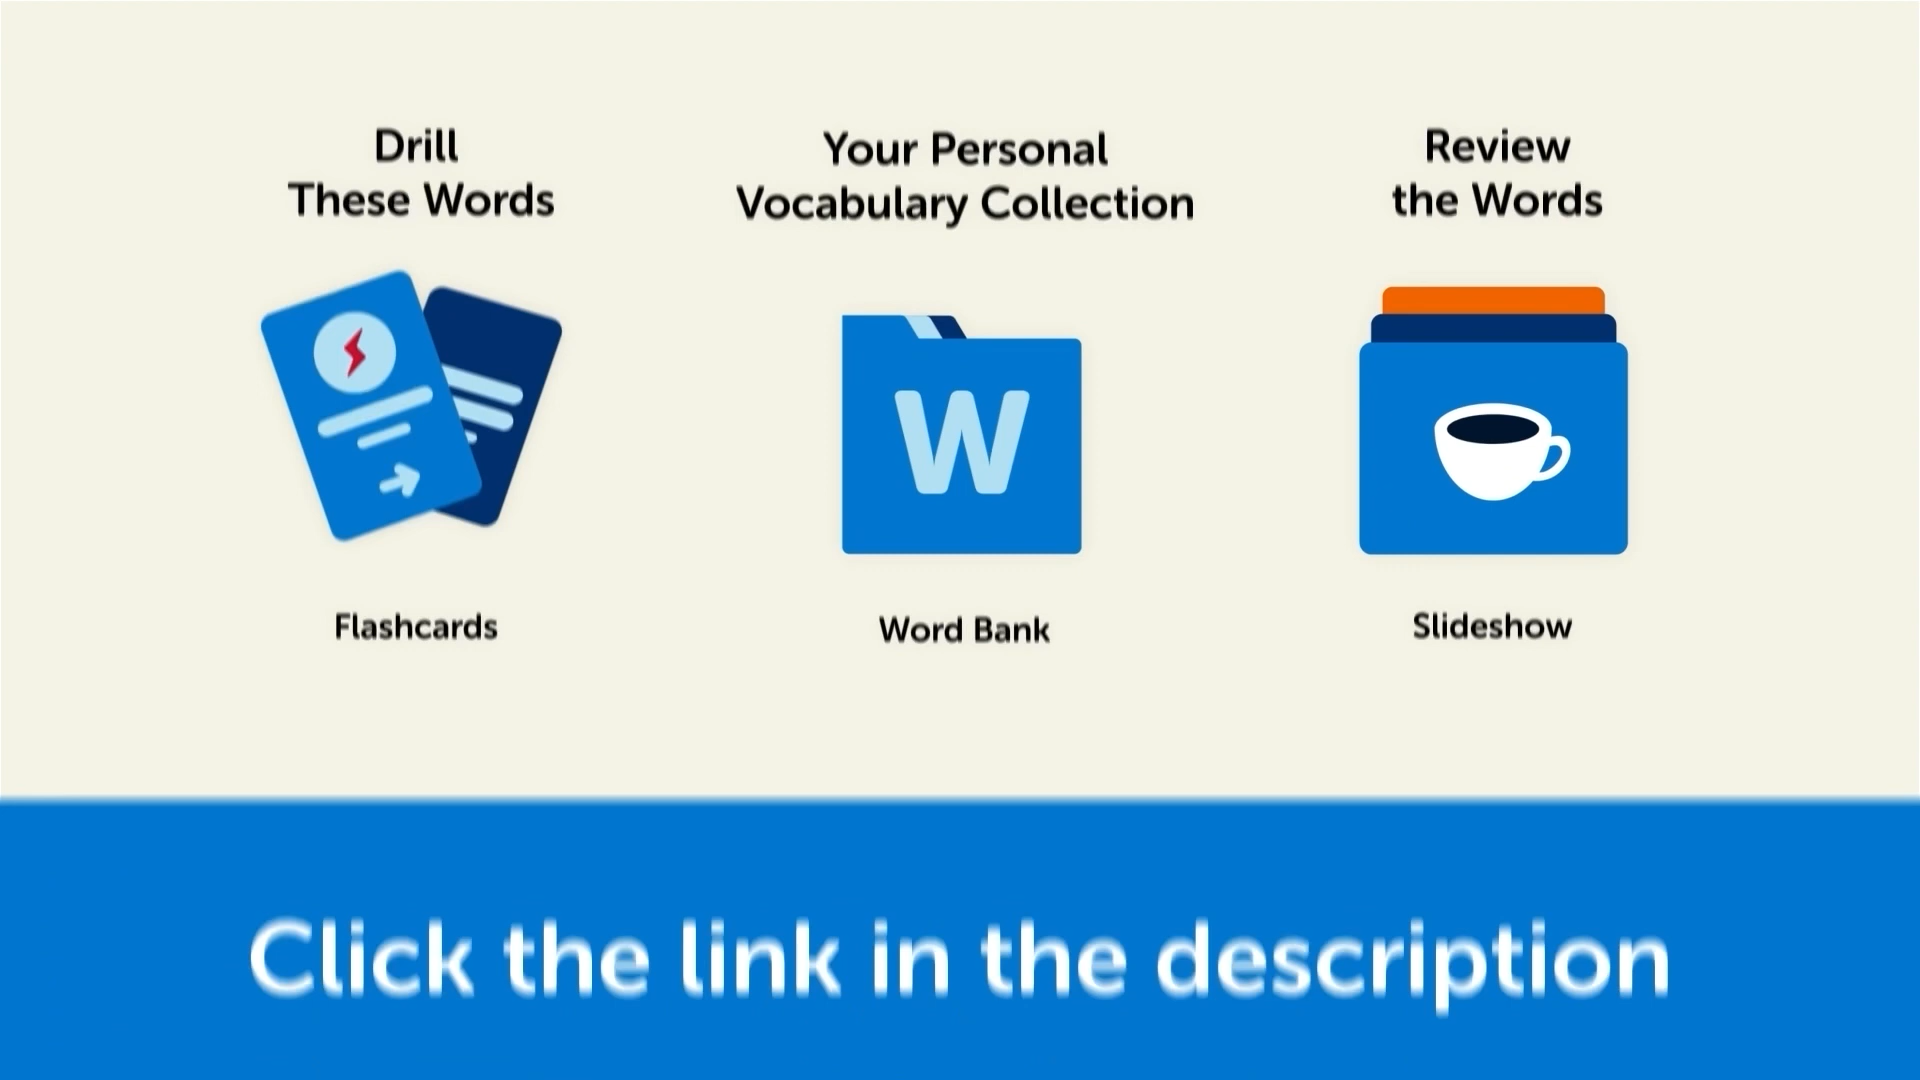 Drill
These Words
Your Personal
Vocabulary Collection
Review
the Words
W
Flashcards
Word Bank
Slideshow
Click the link in the description